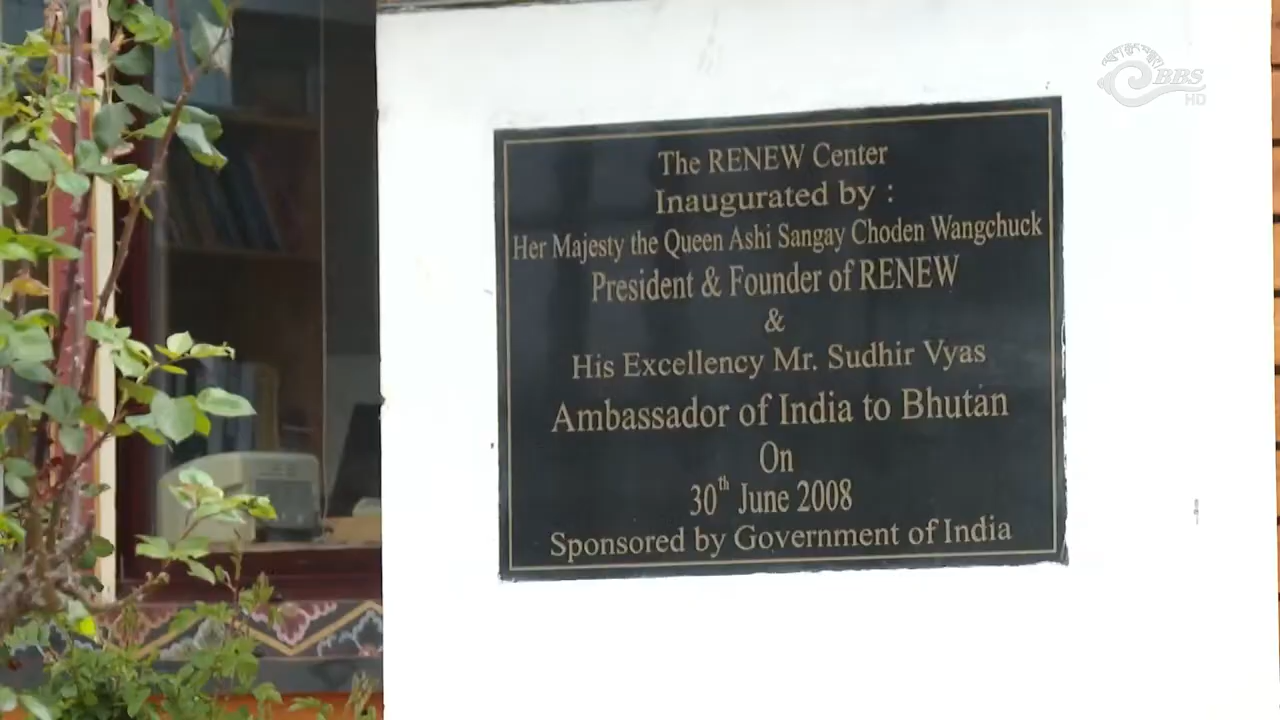 The RENEW Center
Inaugurated by :
Her Majesty the Queen Ashi Sangay Choden Wangchuck
President & Founder of RENEW
&
His Excellency Mr. Sudhir Vyas
Ambassador of India to Bhutan
On
30th June 2008
Sponsored by Government of India
BBS
HD